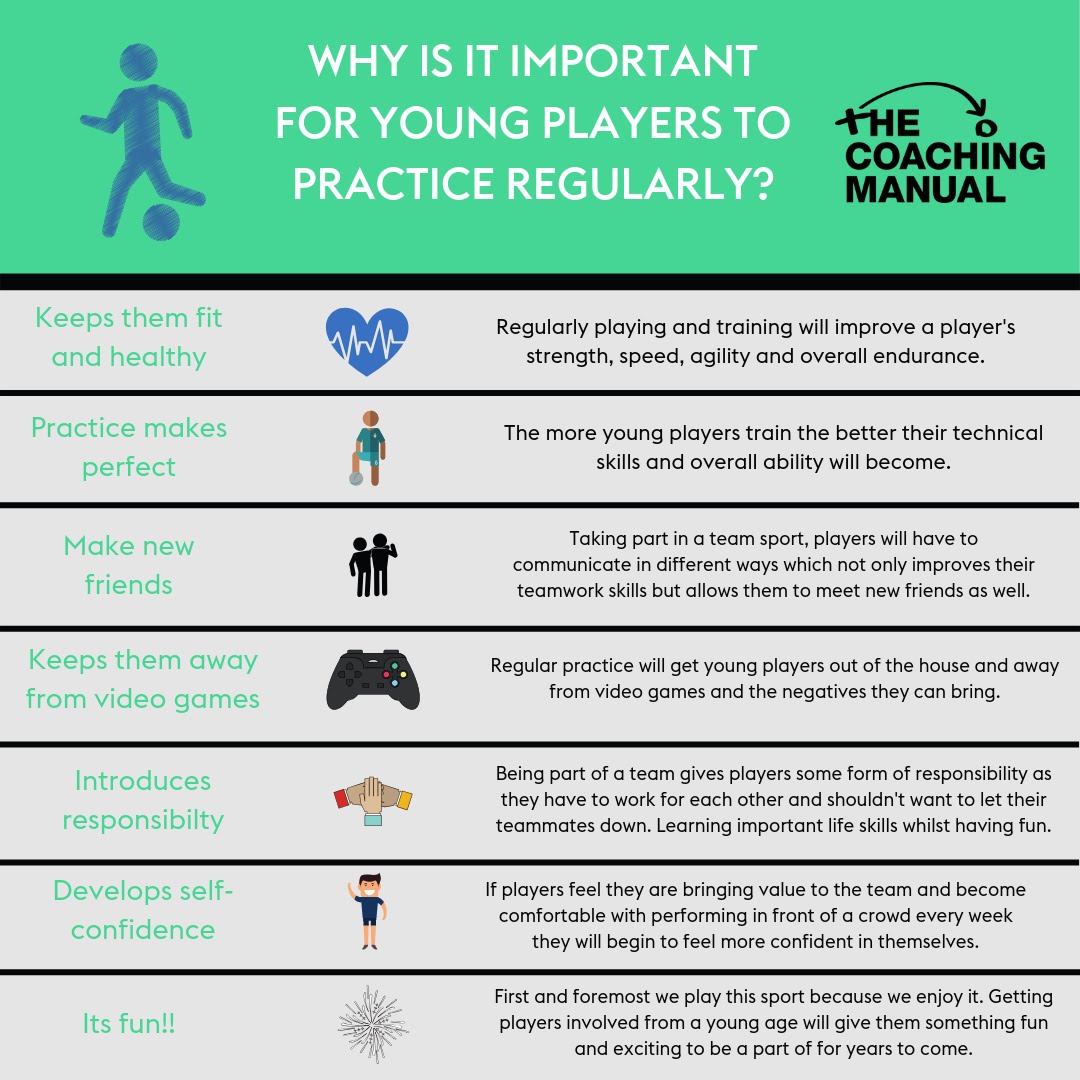 WHY IS IT IMPORTANT
FOR YOUNG PLAYERS TO
PRACTICE REGULARLY?
THE
COACHING
MANUAL
Keeps them fit
and healthy
Regularly playing and training will improve a player's
strength, speed, agility and overall endurance.
Practice makes
perfect
The more young players train the better their technical
skills and overall ability will become.
Make new
friends
Taking part in a team sport, players will have to
communicate in different ways which not only improves their
teamwork skills but allows them to meet new friends as well.
Keeps them away
from video games
Regular practice will get young players out of the house and away
from video games and the negatives they can bring.
Introduces
responsibilty
Being part of a team gives players some form of responsibility as
they have to work for each other and shouldn't want to let their
teammates down. Learning important life skills whilst having fun.
Develops self-
confidence
If players feel they are bringing value to the team and become
comfortable with performing in front of a crowd every week
they will begin to feel more confident in themselves.
Its fun!!
First and foremost we play this sport because we enjoy it. Getting
players involved from a young age will give them something fun
and exciting to be a part of for years to come.